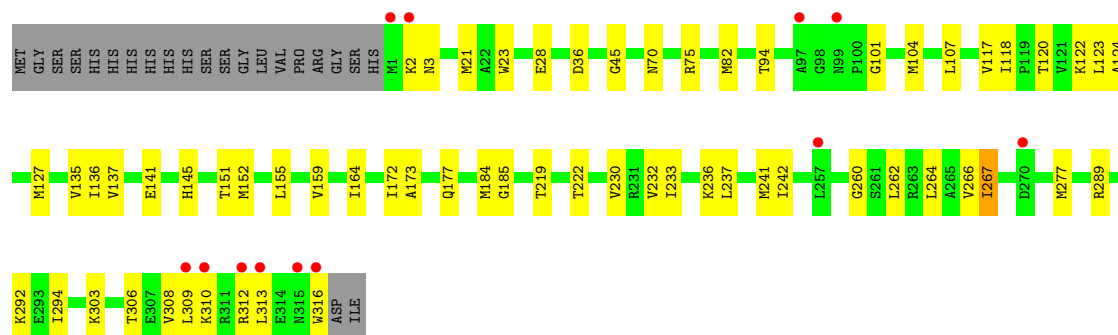 MET GLY SER SER HIS HIS HIS HIS HIS HIS SER SER GLY LEU VAL PRO ARG GLY SER HIS M1 K2 N3 M21 A22 W23 E28 D36 G45 N70 R75 M82 T94 A97 G98 N99 P100 G101 M104 L107 V117 I118 P119 T120 V121 K122 L123 A124
M127 V135 I136 V137 E141 H145 T151 M152 L155 V159 I164 I172 A173 Q177 M184 G185 T219 T222 V230 R231 V232 I233 K236 L237 M241 I242 L257 G260 S261 L262 R263 L264 A265 V266 I267 D270 M277 R289
K292 E293 I294 K303 T306 E307 V308 L309 K310 R311 R312 L313 E314 N315 W316 ASP ILE